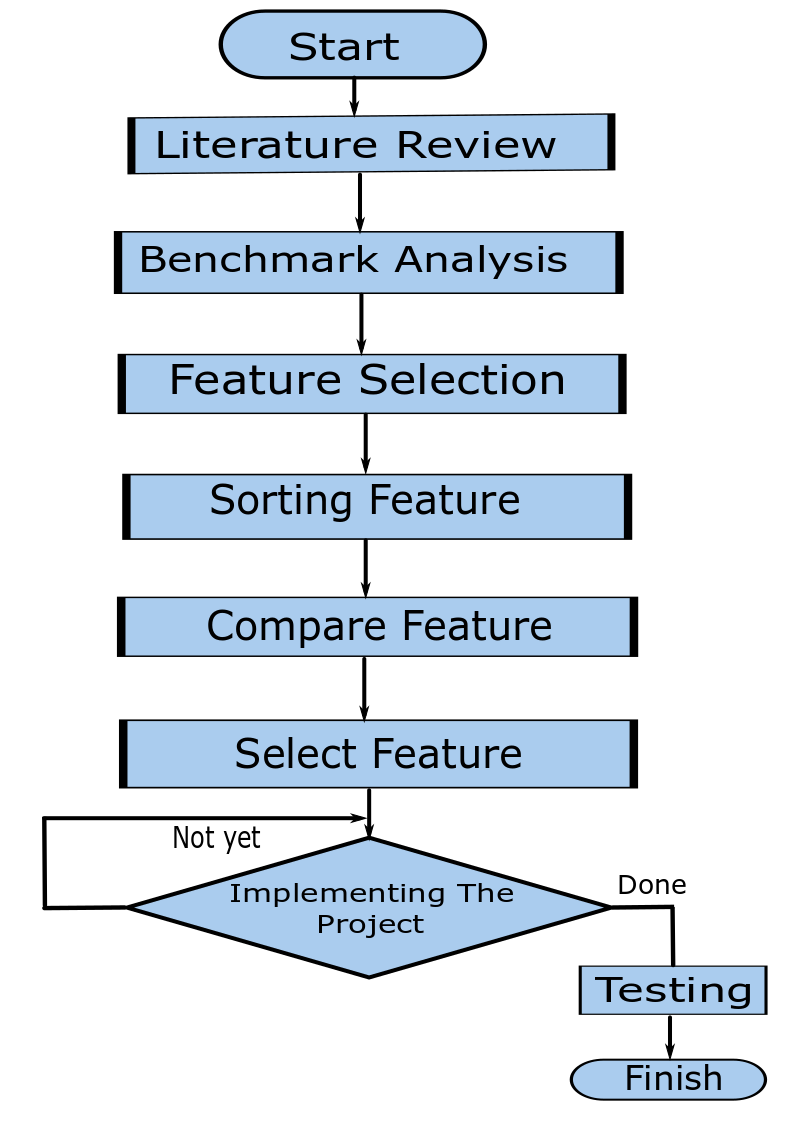 Start
Literature Review
Benchmark Analysis
Feature Selection
Sorting Feature
Compare Feature
Select Feature
Not yet
Implementing The
Project
Done
Testing
Finish